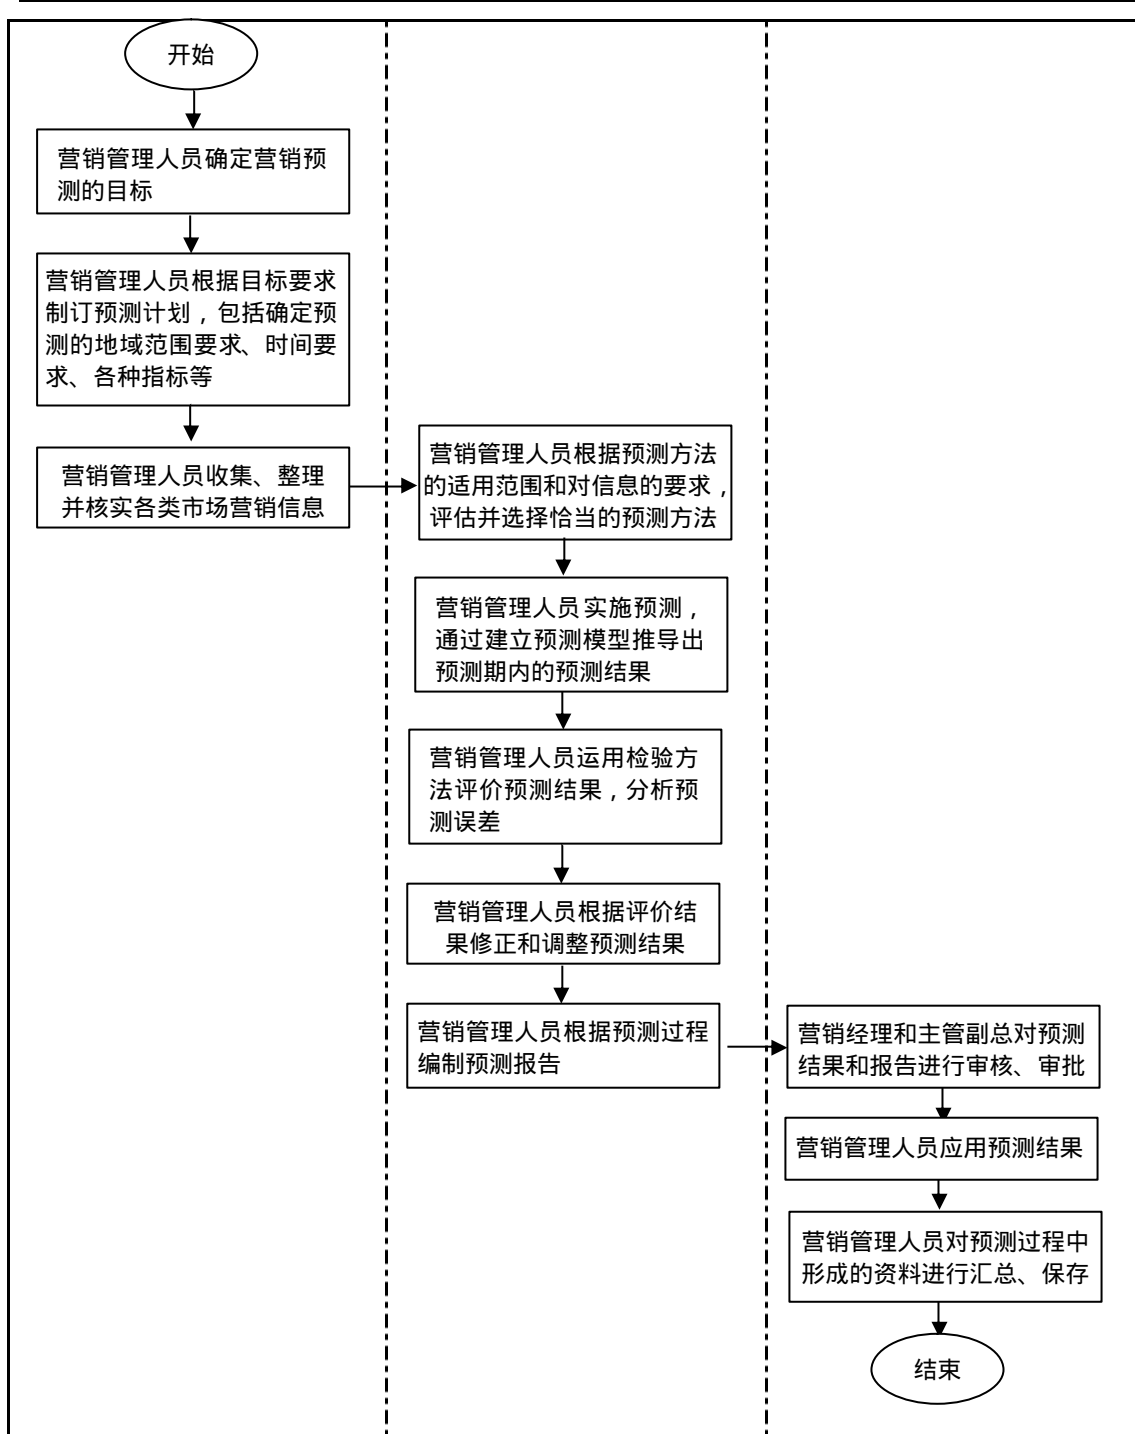 开始
营销管理人员确定营销预
测的目标
营销管理人员根据目标要求
制订预测计划，包括确定预
测的地域范围要求、时间要
求、各种指标等
营销管理人员收集、整理
并核实各类市场营销信息
营销管理人员根据预测方法
的适用范围和对信息的要求，
评估并选择恰当的预测方法
营销管理人员实施预测，
通过建立预测模型推导出
预测期内的预测结果
营销管理人员运用检验方
法评价预测结果，分析预
测误差
营销管理人员根据评价结
果修正和调整预测结果
营销管理人员根据预测过程
编制预测报告
营销经理和主管副总对预测
结果和报告进行审核、审批
营销管理人员应用预测结果
营销管理人员对预测过程中
形成的资料进行汇总、保存
结束